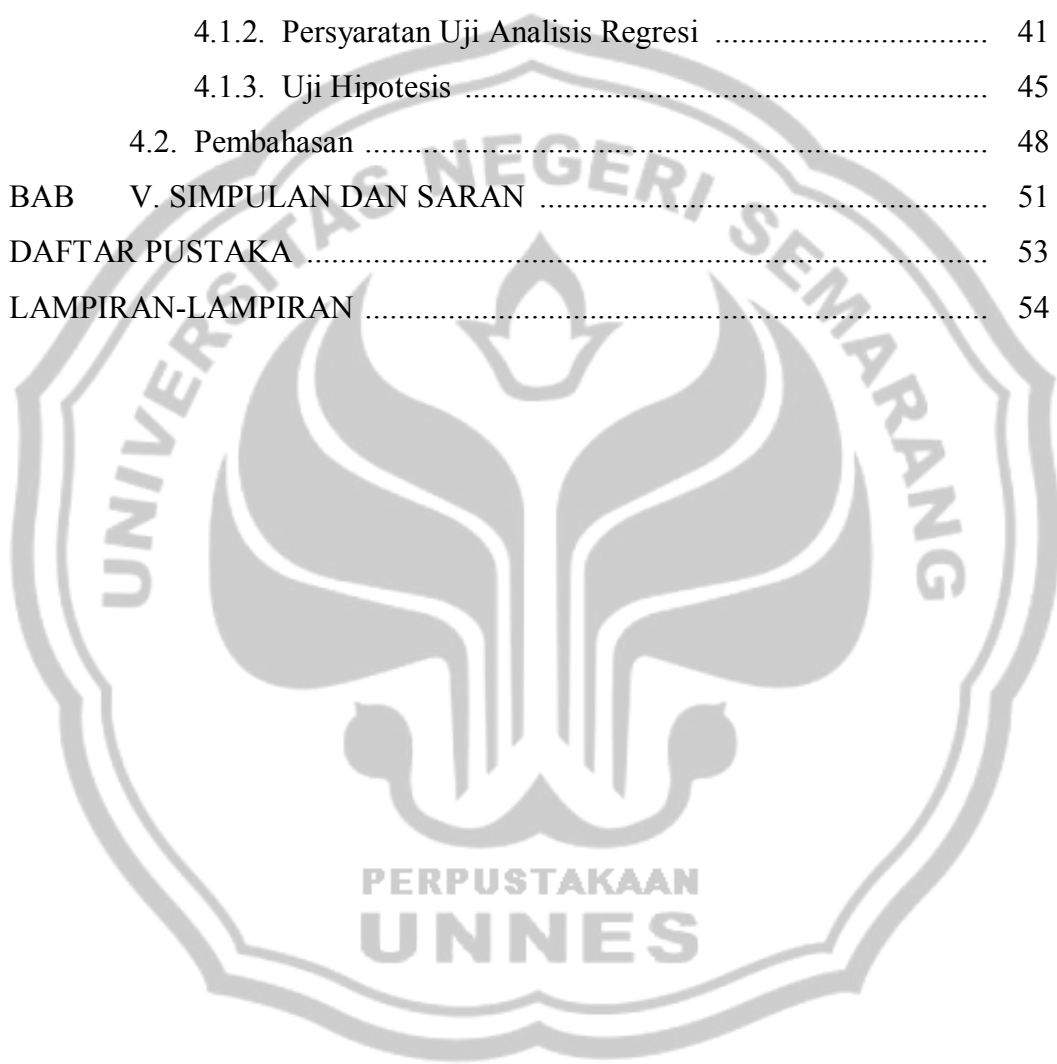 4.1.2. Persyaratan Uji Analisis Regresi ............................. 41
4.1.3. Uji Hipotesis ....................................................... 45
4.2. Pembahasan .................................................................. 48
BAB V. SIMPULAN DAN SARAN ................................................ 51
DAFTAR PUSTAKA ......................................................................... 53
LAMPIRAN-LAMPIRAN .................................................................. 54
UNIVERSITAS NEGERI SEMARANG
PERPUSTAKAAN
UNNES